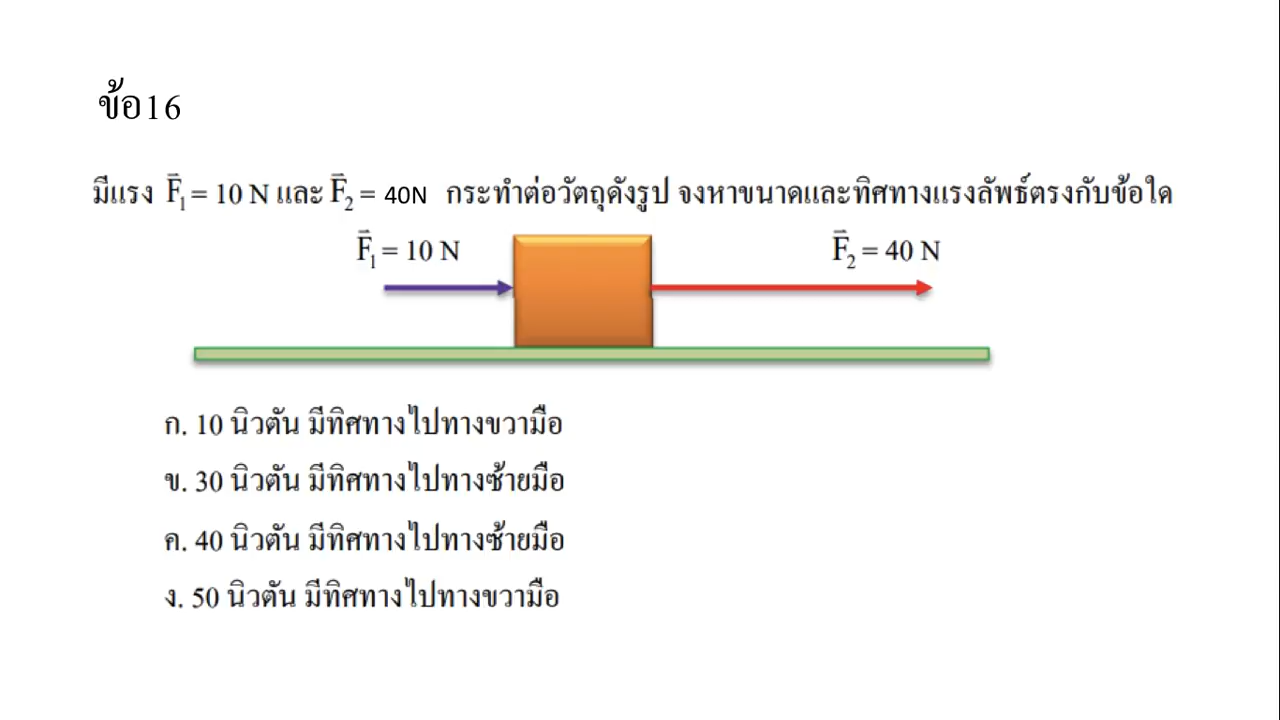 ข้อ16
มีแรง F⃗₁ = 10 N และ F⃗₂ = 40N กระทำต่อวัตถุดังรูป จงหาขนาดและทิศทางแรงลัพธ์ตรงกับข้อใด
F⃗₁ = 10 N
F⃗₂ = 40 N
ก. 10 นิวตัน มีทิศทางไปทางขวามือ
ข. 30 นิวตัน มีทิศทางไปทางซ้ายมือ
ค. 40 นิวตัน มีทิศทางไปทางซ้ายมือ
ง. 50 นิวตัน มีทิศทางไปทางขวามือ